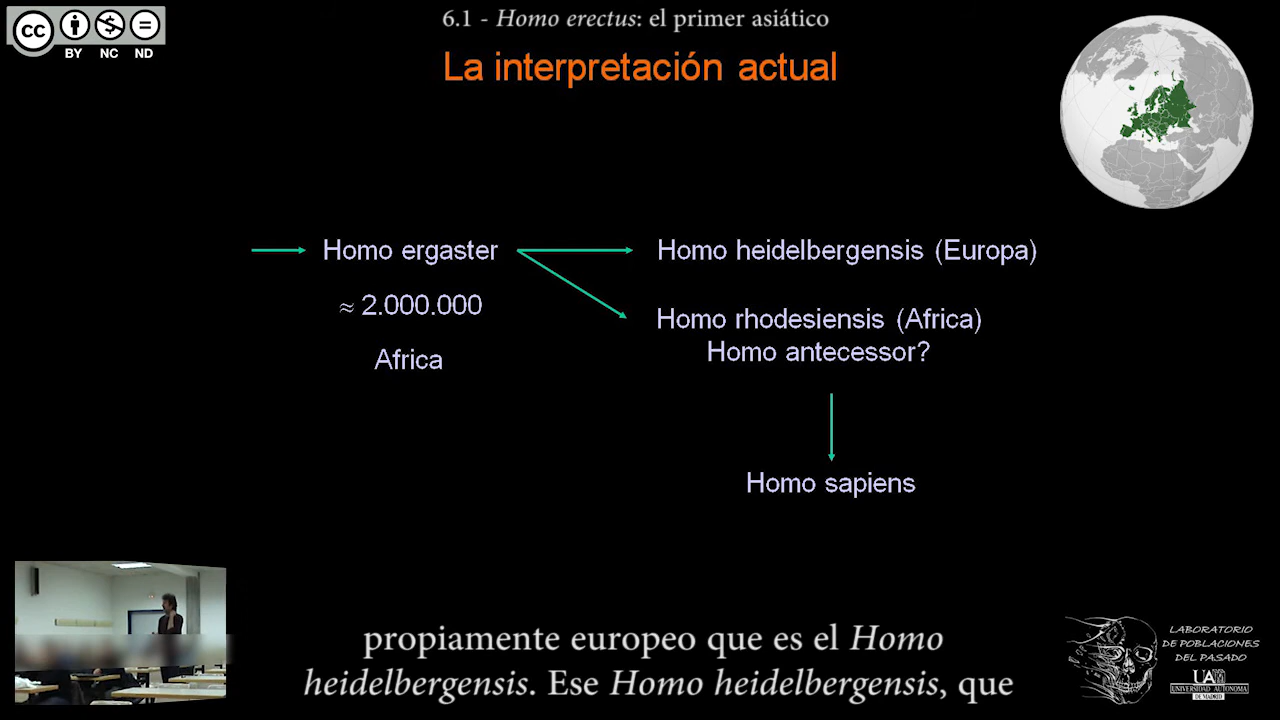 6.1 - Homo erectus: el primer asiático
La interpretación actual
CC
BY NC ND
Homo ergaster
≈ 2.000.000
Africa
Homo heidelbergensis (Europa)
Homo rhodesiensis (Africa)
Homo antecessor?
Homo sapiens
propiamente europeo que es el Homo
heidelbergensis. Ese Homo heidelbergensis, que
LABORATORIO
DE POBLACIONES
DEL PASADO
UAM
UNIVERSIDAD AUTONOMA
DE MADRID